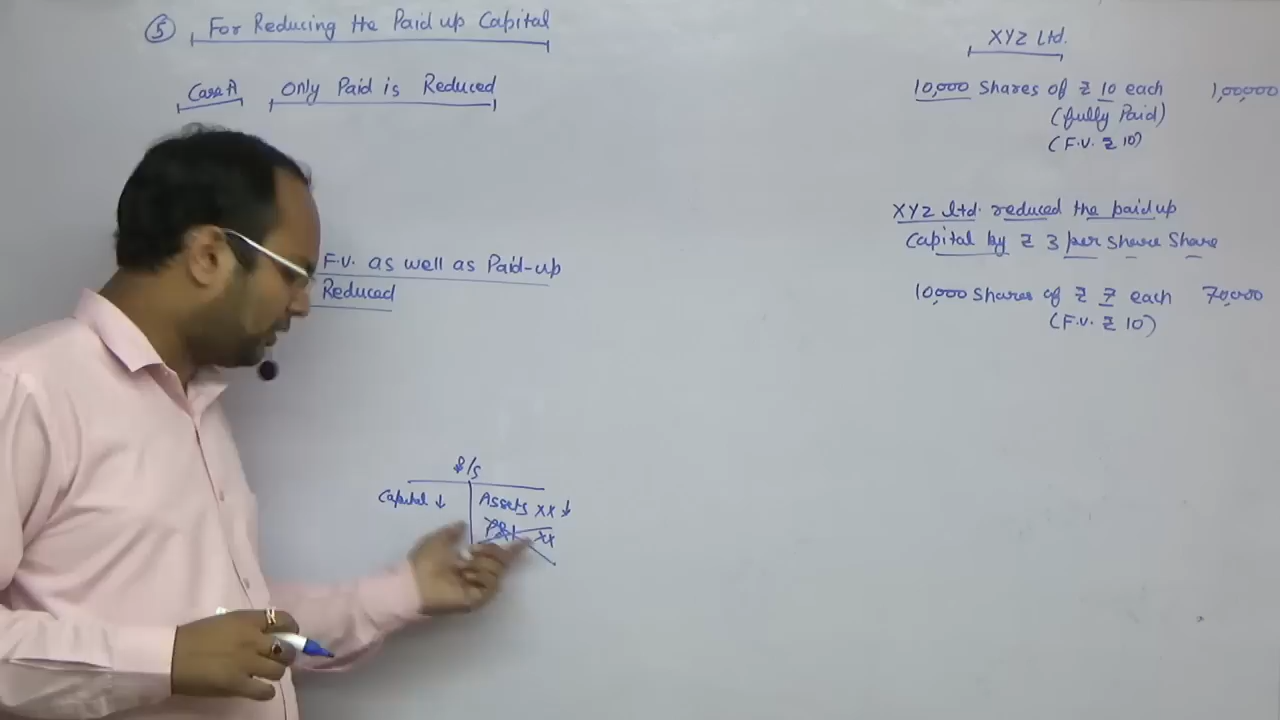 ⑤ For Reducing the Paid up Capital
Case A Only Paid is Reduced
F.V. as well as Paid-up
Reduced
B/S
Capital ↓ Assets xx ↓
P&L xx
XYZ Ltd.
10,000 Shares of ₹ 10 each 1,00,000
(fully Paid)
(F.V. ₹ 10)
XYZ Ltd. reduced the paid up
Capital by ₹ 3 per share Share
10,000 Shares of ₹ 7 each 70,000
(F.V. ₹ 10)